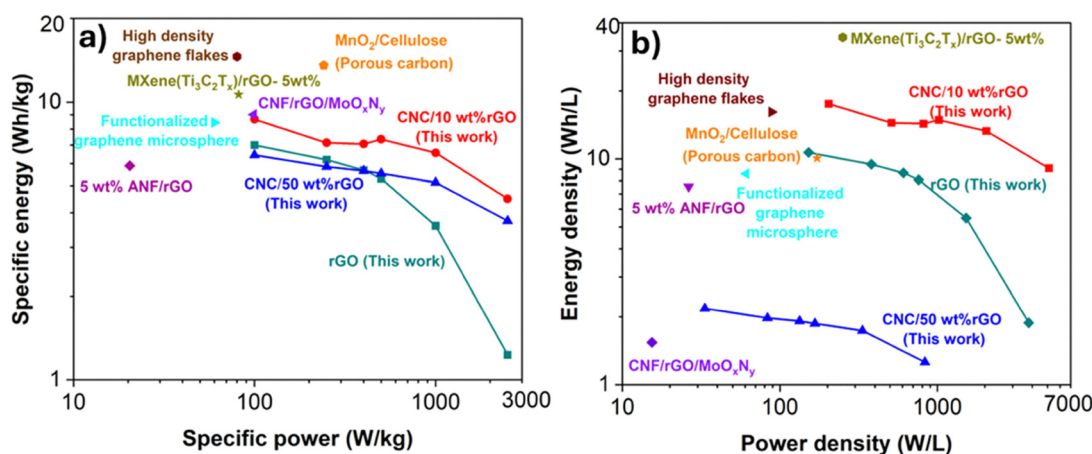 a)
Specific energy (Wh/kg)
20
10
1
High density
graphene flakes
MnO₂/Cellulose
(Porous carbon)
MXene(Ti₃C₂Tₓ)/rGO- 5wt%
CNF/rGO/MoOₓNᵧ
Functionalized
graphene microsphere
CNC/10 wt%rGO
(This work)
5 wt% ANF/rGO
CNC/50 wt%rGO
(This work)
rGO (This work)
10
100
1000
3000
Specific power (W/kg)
b)
Energy density (Wh/L)
40
10
1
MXene(Ti₃C₂Tₓ)/rGO- 5wt%
High density
graphene flakes
CNC/10 wt%rGO
(This work)
MnO₂/Cellulose
(Porous carbon)
rGO (This work)
5 wt% ANF/rGO
Functionalized
graphene
microsphere
CNC/50 wt%rGO
(This work)
CNF/rGO/MoOₓNᵧ
10
100
1000
7000
Power density (W/L)